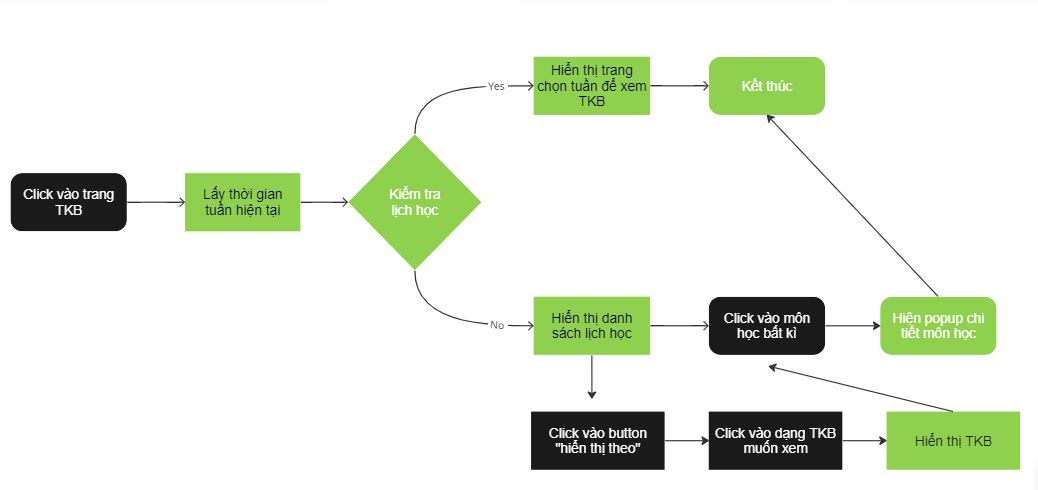 Click vào trang
TKB
Lấy thời gian
tuần hiện tại
Kiểm tra
lịch học
Yes
Hiển thị trang
chọn tuần để xem
TKB
Kết thúc
No
Hiển thị danh
sách lịch học
Click vào môn
học bất kì
Hiện popup chi
tiết môn học
Click vào button
"hiển thị theo"
Click vào dạng TKB
muốn xem
Hiển thị TKB